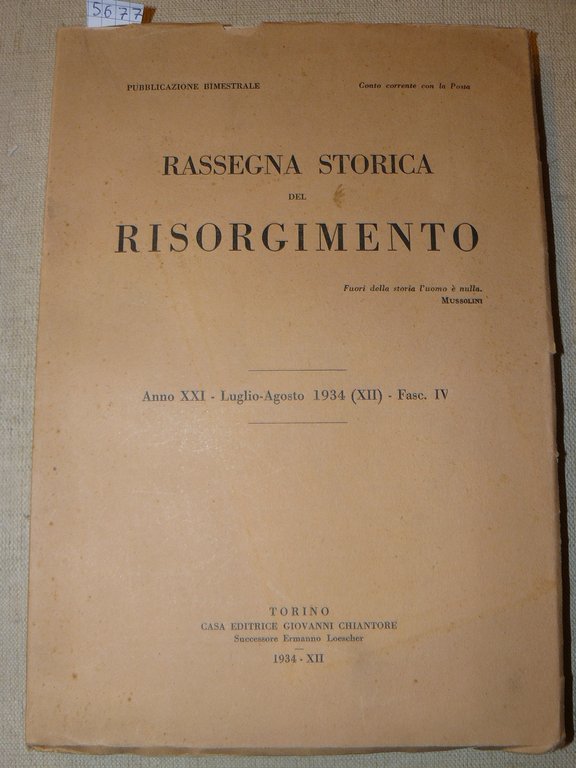 5677
PUBBLICAZIONE BIMESTRALE Conto corrente con la Posta
RASSEGNA STORICA
DEL
RISORGIMENTO
Fuori della storia l'uomo è nulla.
MUSSOLINI
Anno XXI - Luglio-Agosto 1934 (XII) - Fasc. IV
TORINO
CASA EDITRICE GIOVANNI CHIANTORE
Successore Ermanno Loescher
1934 - XII